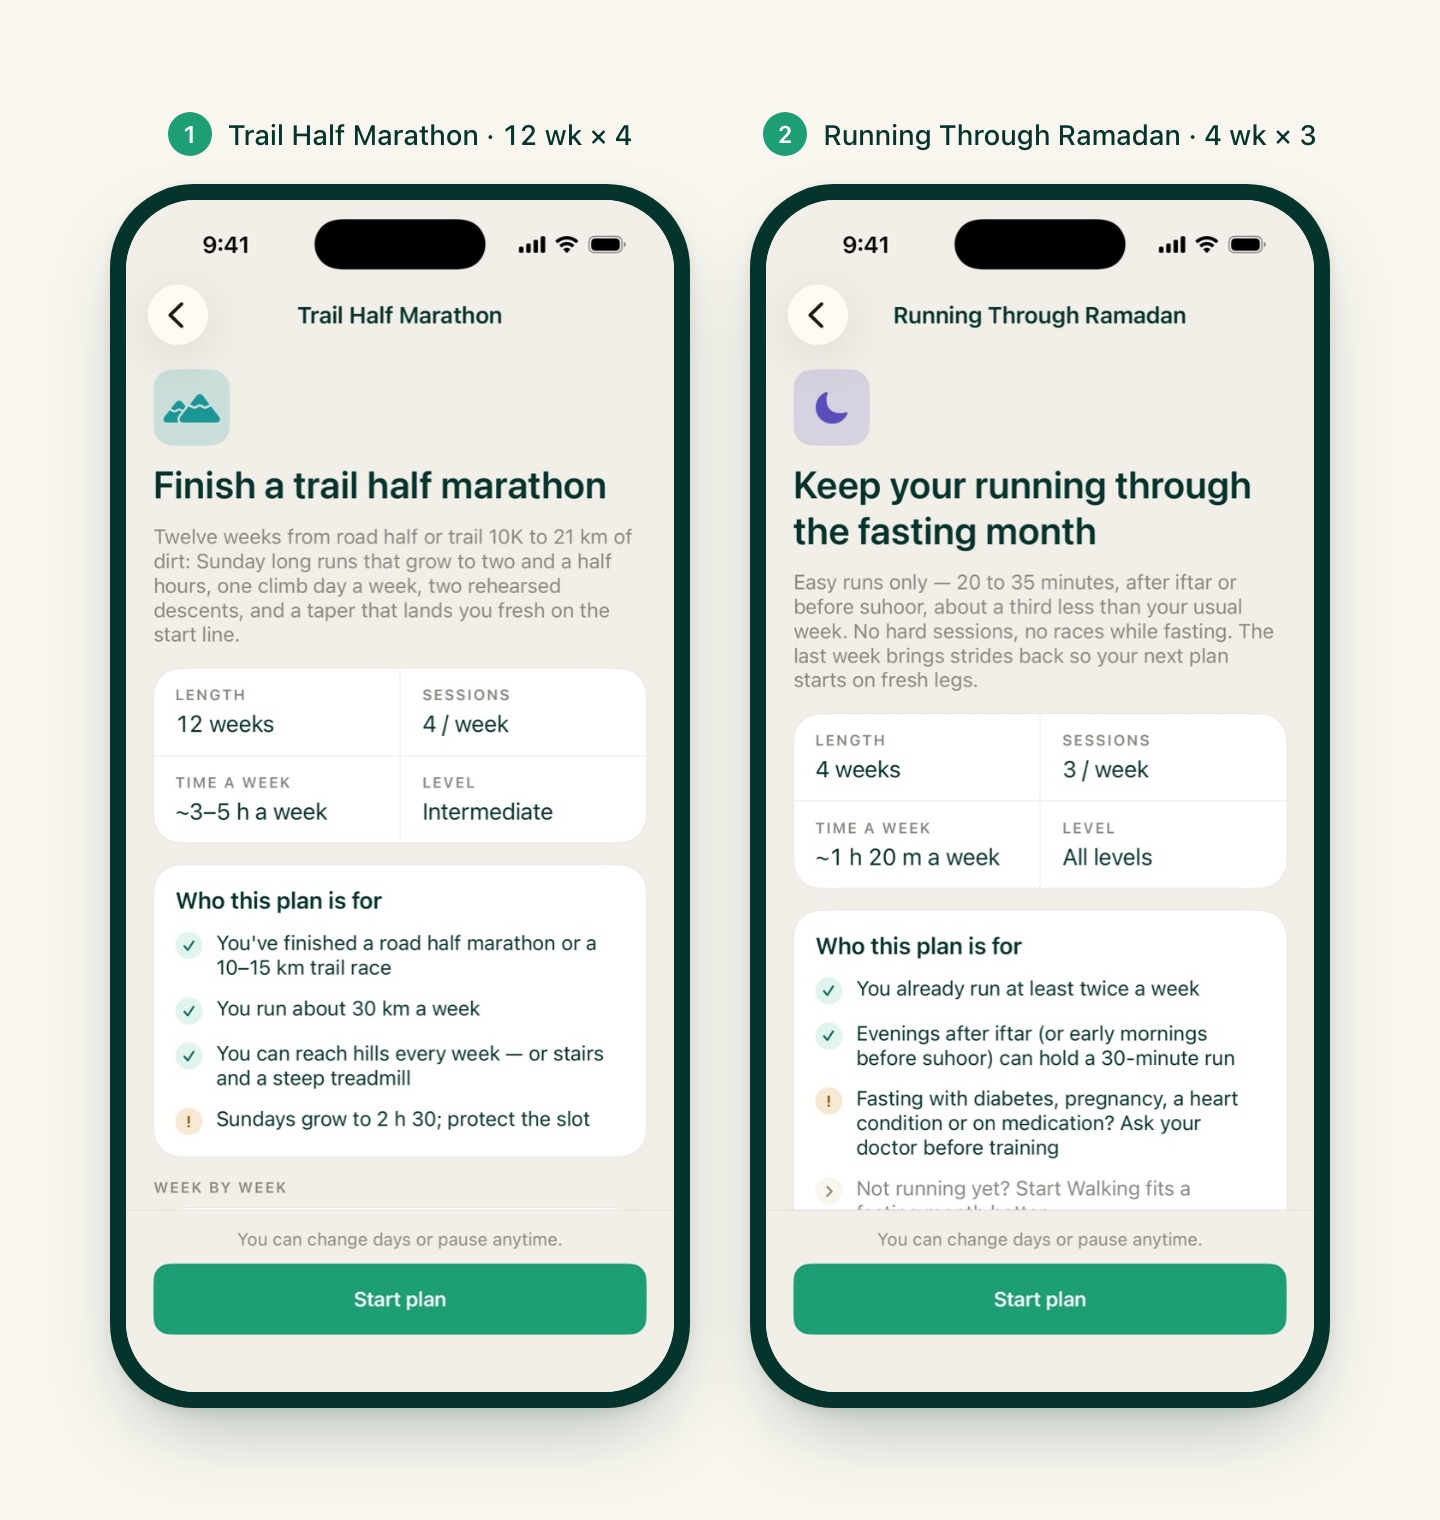 1 Trail Half Marathon · 12 wk × 4
9:41
Trail Half Marathon
Finish a trail half marathon
Twelve weeks from road half or trail 10K to 21 km of
dirt: Sunday long runs that grow to two and a half
hours, one climb day a week, two rehearsed
descents, and a taper that lands you fresh on the
start line.
LENGTH
12 weeks
SESSIONS
4 / week
TIME A WEEK
~3–5 h a week
LEVEL
Intermediate
Who this plan is for
You've finished a road half marathon or a
10–15 km trail race
You run about 30 km a week
You can reach hills every week — or stairs
and a steep treadmill
! Sundays grow to 2 h 30; protect the slot
WEEK BY WEEK
You can change days or pause anytime.
Start plan
2 Running Through Ramadan · 4 wk × 3
9:41
Running Through Ramadan
Keep your running through
the fasting month
Easy runs only — 20 to 35 minutes, after iftar or
before suhoor, about a third less than your usual
week. No hard sessions, no races while fasting. The
last week brings strides back so your next plan
starts on fresh legs.
LENGTH
4 weeks
SESSIONS
3 / week
TIME A WEEK
~1 h 20 m a week
LEVEL
All levels
Who this plan is for
You already run at least twice a week
Evenings after iftar (or early mornings
before suhoor) can hold a 30-minute run
! Fasting with diabetes, pregnancy, a heart
condition or on medication? Ask your
doctor before training
Not running yet? Start Walking fits a
You can change days or pause anytime.
Start plan